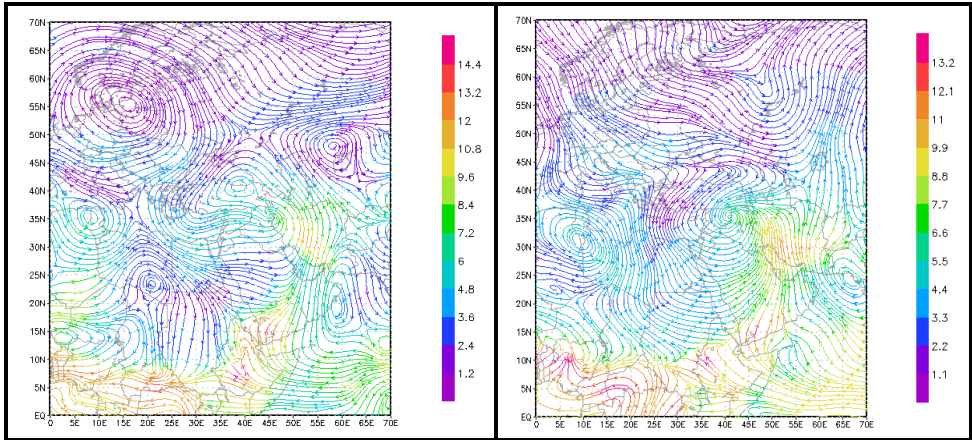 70N
65N
60N
55N
50N
45N
40N
35N
30N
25N
20N
15N
10N
5N
EQ
0 5E 10E 15E 20E 25E 30E 35E 40E 45E 50E 55E 60E 65E 70E
14.4
13.2
12
10.8
9.6
8.4
7.2
6
4.8
3.6
2.4
1.2
70N
65N
60N
55N
50N
45N
40N
35N
30N
25N
20N
15N
10N
5N
EQ
0 5E 10E 15E 20E 25E 30E 35E 40E 45E 50E 55E 60E 65E 70E
13.2
12.1
11
9.9
8.8
7.7
6.6
5.5
4.4
3.3
2.2
1.1